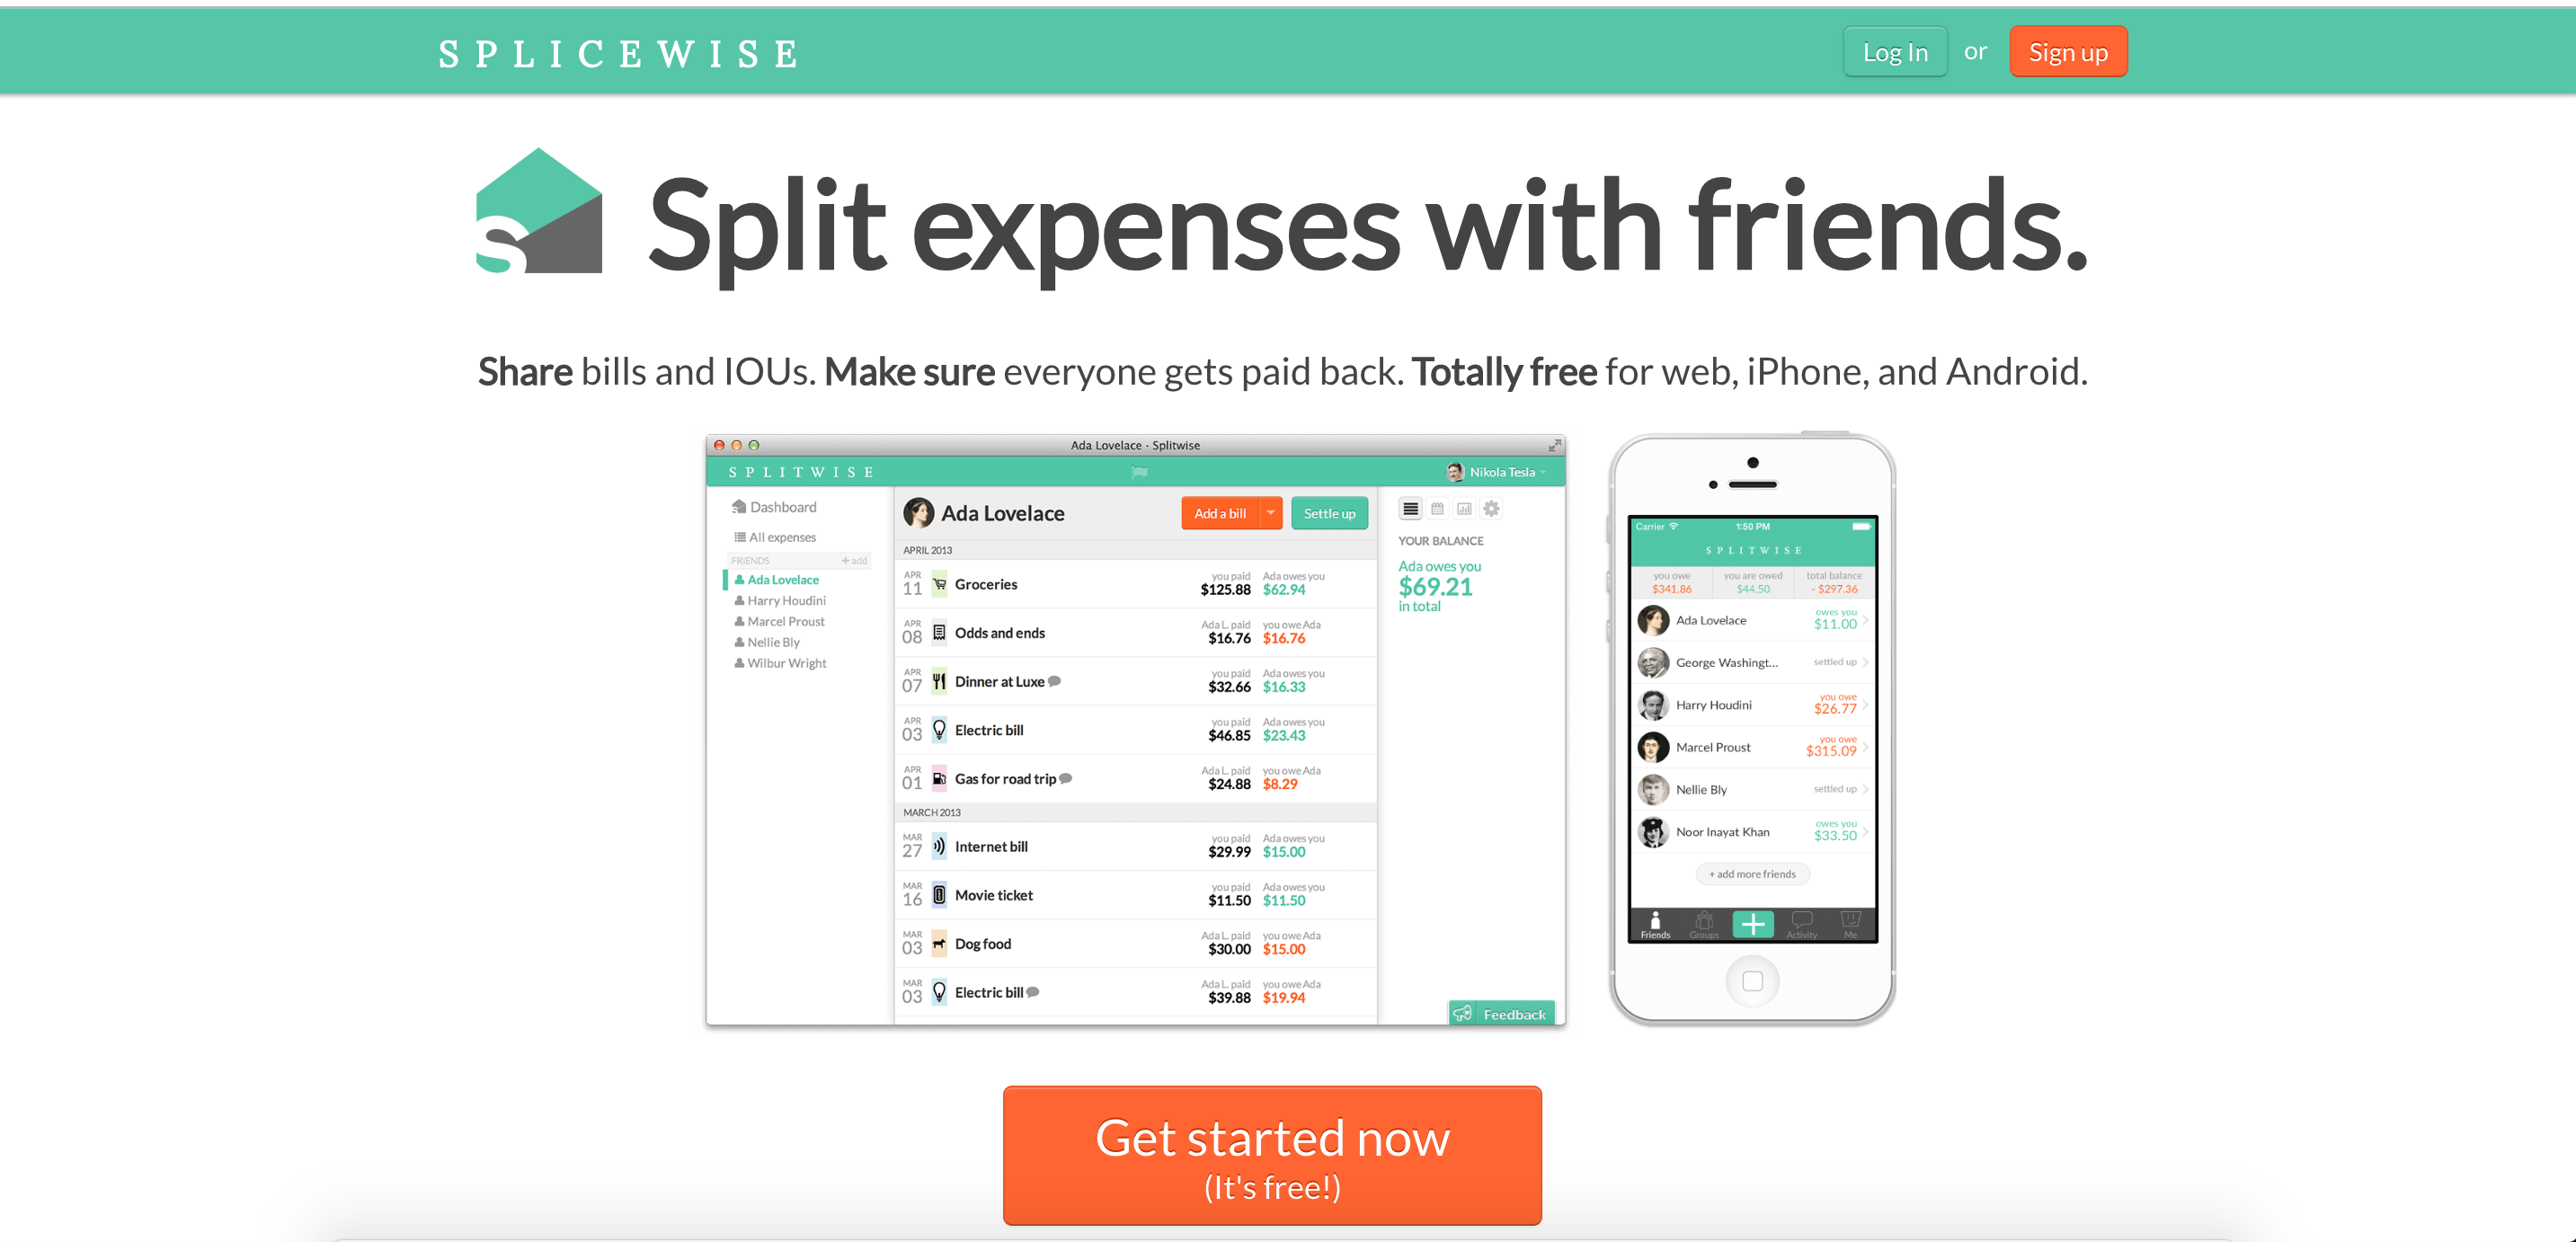 SPLICEWISE
Log In or Sign up
Split expenses with friends.
Share bills and IOUs. Make sure everyone gets paid back. Totally free for web, iPhone, and Android.
Ada Lovelace · Splitwise
SPLITWISE
Nikola Tesla
Dashboard
All expenses
FRIENDS + add
Ada Lovelace
Harry Houdini
Marcel Proust
Nellie Bly
Wilbur Wright
Ada Lovelace
Add a bill
Settle up
APRIL 2013
APR 11 Groceries you paid $125.88 Ada owes you $62.94
APR 08 Odds and ends Ada L. paid $16.76 you owe Ada $16.76
APR 07 Dinner at Luxe you paid $32.66 Ada owes you $16.33
APR 03 Electric bill you paid $46.85 Ada owes you $23.43
APR 01 Gas for road trip Ada L. paid $24.88 you owe Ada $8.29
MARCH 2013
MAR 27 Internet bill you paid $29.99 Ada owes you $15.00
MAR 16 Movie ticket you paid $11.50 Ada owes you $11.50
MAR 03 Dog food Ada L. paid $30.00 you owe Ada $15.00
MAR 03 Electric bill Ada L. paid $39.88 you owe Ada $19.94
YOUR BALANCE
Ada owes you
$69.21
in total
Feedback
Carrier 1:50 PM
SPLITWISE
you owe you are owed total balance
$341.86 $44.50 - $297.36
Ada Lovelace owes you $11.00
George Washingt... settled up
Harry Houdini you owe $26.77
Marcel Proust you owe $315.09
Nellie Bly settled up
Noor Inayat Khan owes you $33.50
+ add more friends
Friends Groups Activity Me
Get started now
(It's free!)